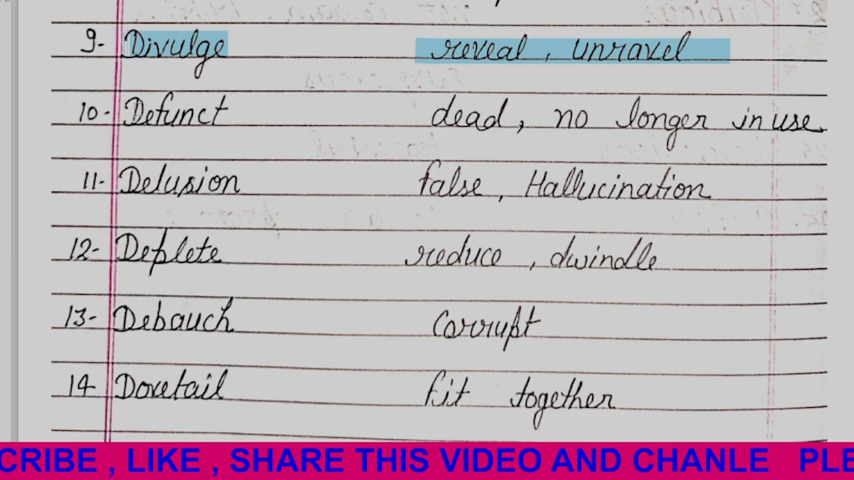 9- Divulge reveal, unravel
10- Defunct dead, no longer in use
11- Delusion false, Hallucination
12- Deplete reduce, dwindle
13- Debauch Corrupt
14- Dovetail fit together
CRIBE , LIKE , SHARE THIS VIDEO AND CHANLE PLE